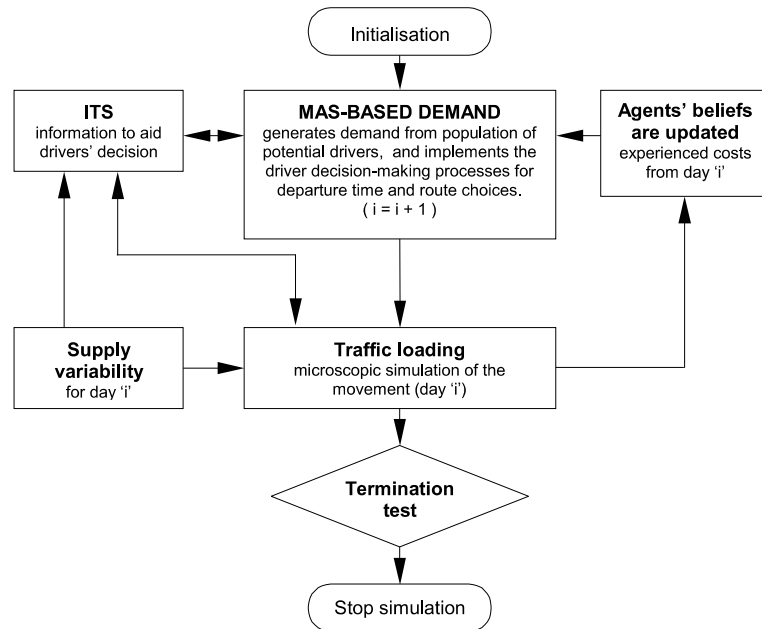 Initialisation
ITS
information to aid
drivers’ decision
MAS-BASED DEMAND
generates demand from population of
potential drivers, and implements the
driver decision-making processes for
departure time and route choices.
( i = i + 1 )
Agents’ beliefs
are updated
experienced costs
from day ‘i’
Supply
variability
for day ‘i’
Traffic loading
microscopic simulation of the
movement (day ‘i’)
Termination
test
Stop simulation